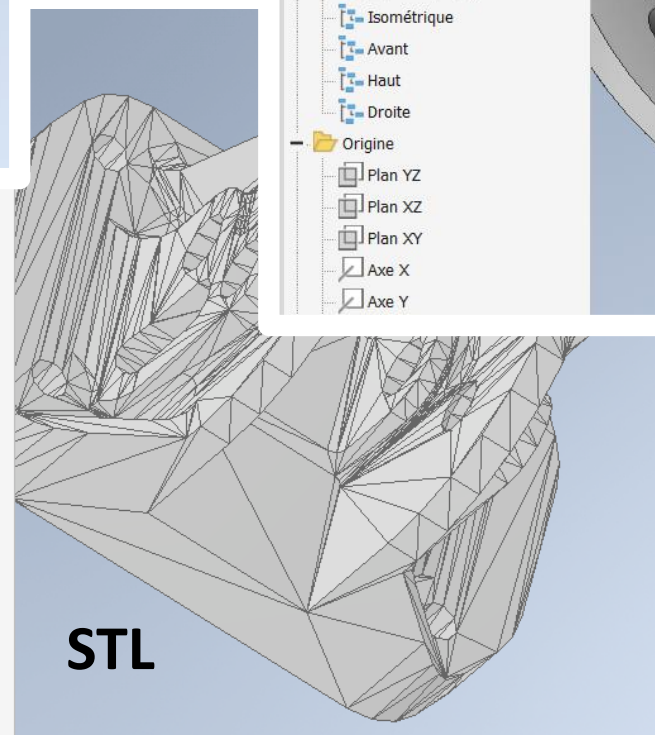 Isométrique
Avant
Haut
Droite
Origine
Plan YZ
Plan XZ
Plan XY
Axe X
Axe Y
STL